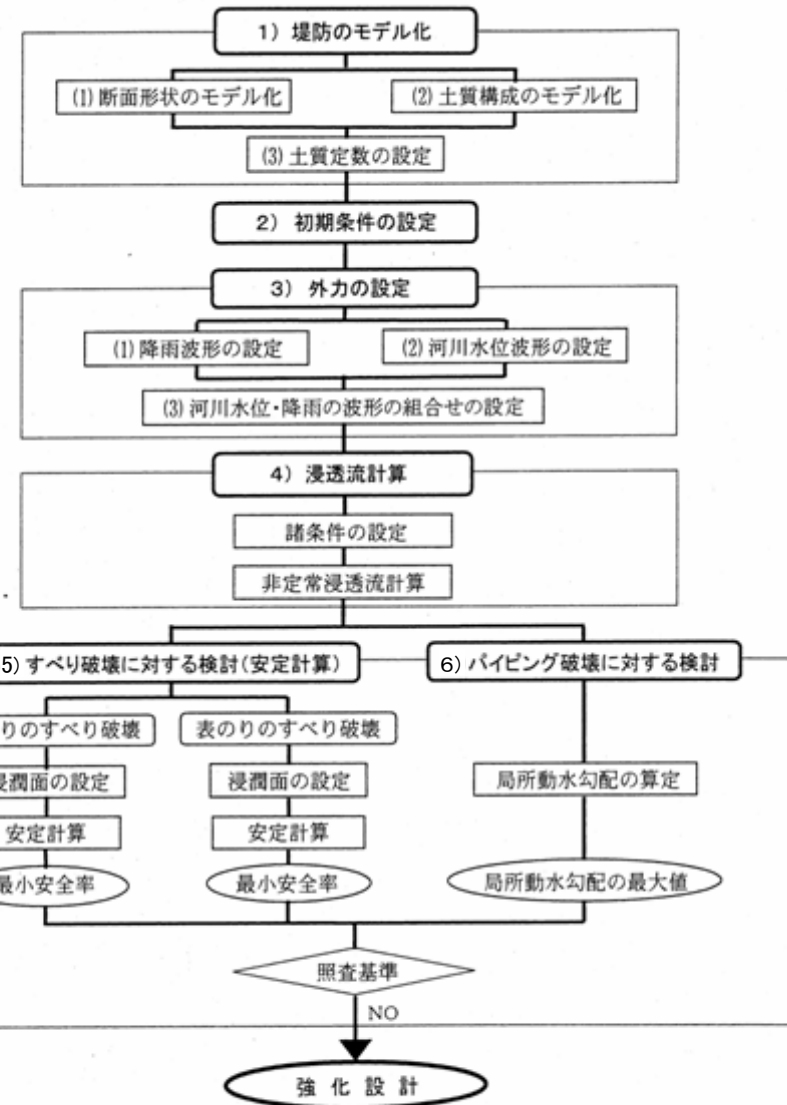 1) 堤防のモデル化
(1) 断面形状のモデル化
(2) 土質構成のモデル化
(3) 土質定数の設定
2) 初期条件の設定
3) 外力の設定
(1) 降雨波形の設定
(2) 河川水位波形の設定
(3) 河川水位・降雨の波形の組合せの設定
4) 浸透流計算
諸条件の設定
非定常浸透流計算
5) すべり破壊に対する検討(安定計算)
6) パイピング破壊に対する検討
りのすべり破壊
表のりのすべり破壊
浸潤面の設定
浸潤面の設定
局所動水勾配の算定
安定計算
安定計算
最小安全率
最小安全率
局所動水勾配の最大値
照査基準
NO
強化設計